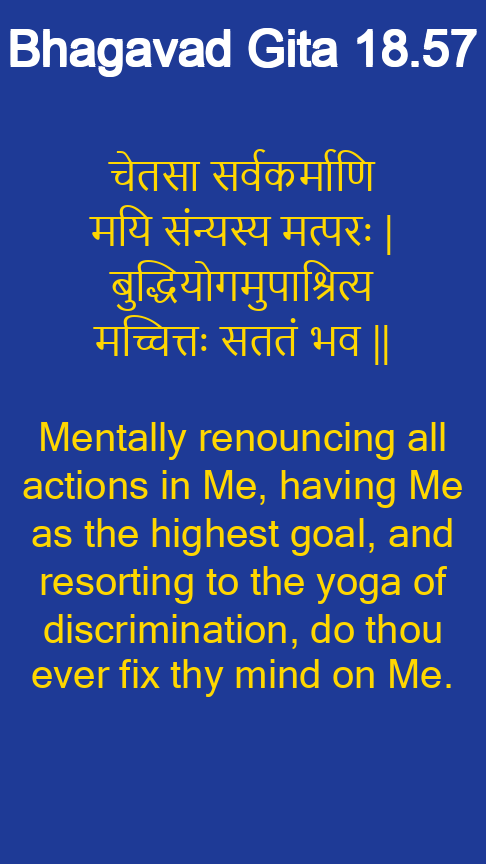 Bhagavad Gita 18.57
चेतसा सर्वकर्माणि
मयि संन्यस्य मत्परः |
बुद्धियोगमुपाश्रित्य
मच्चित्तः सततं भव ||
Mentally renouncing all
actions in Me, having Me
as the highest goal, and
resorting to the yoga of
discrimination, do thou
ever fix thy mind on Me.